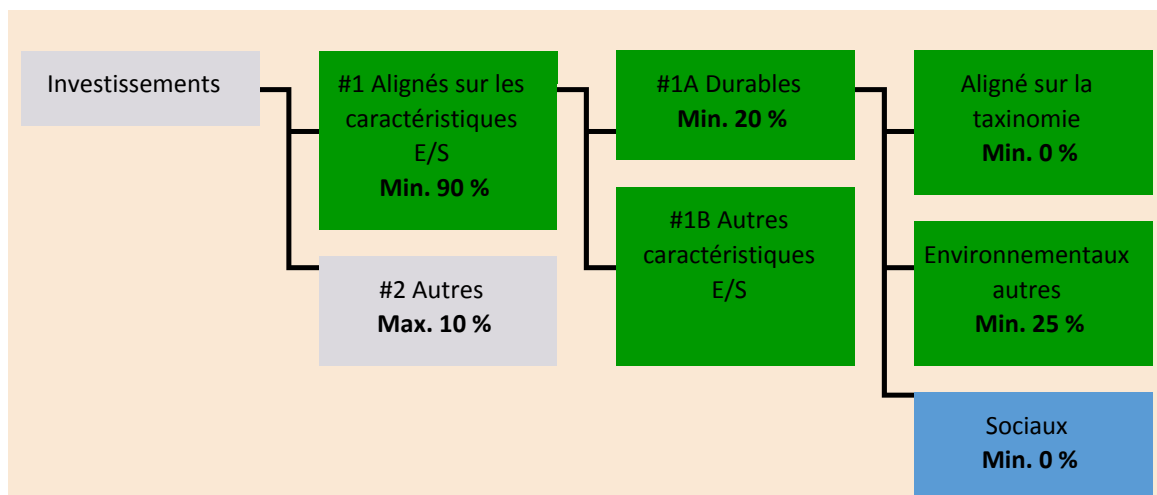 Investissements
#1 Alignés sur les
caractéristiques
E/S
Min. 90 %
#2 Autres
Max. 10 %
#1A Durables
Min. 20 %
#1B Autres
caractéristiques
E/S
Aligné sur la
taxinomie
Min. 0 %
Environnementaux
autres
Min. 25 %
Sociaux
Min. 0 %